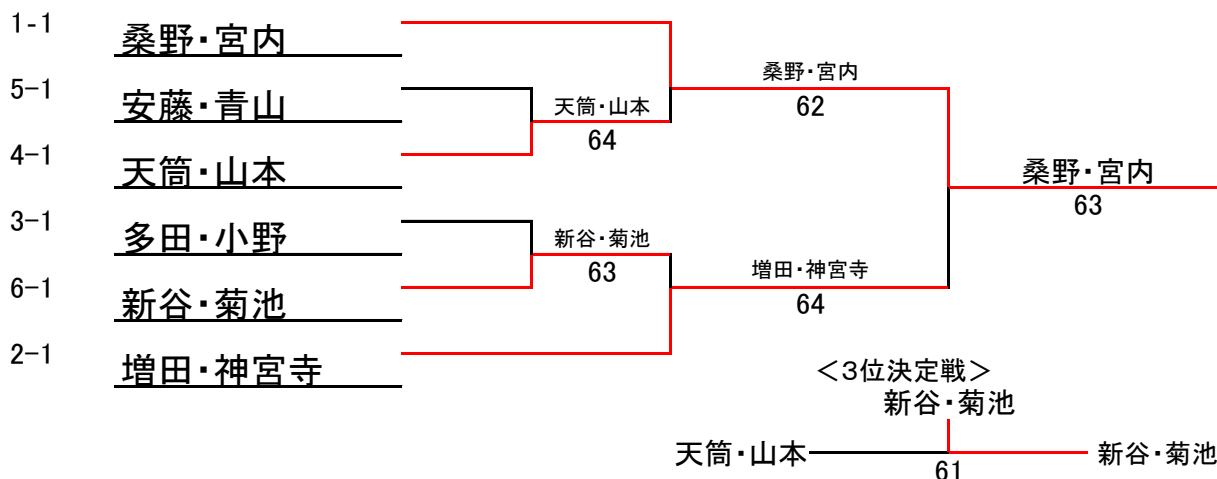 1-1
桑野・宮内
5-1
安藤・青山
4-1
天筒・山本
3-1
多田・小野
6-1
新谷・菊池
2-1
増田・神宮寺
天筒・山本
64
新谷・菊池
63
桑野・宮内
62
増田・神宮寺
64
桑野・宮内
63
＜3位決定戦＞
新谷・菊池
天筒・山本
新谷・菊池
61